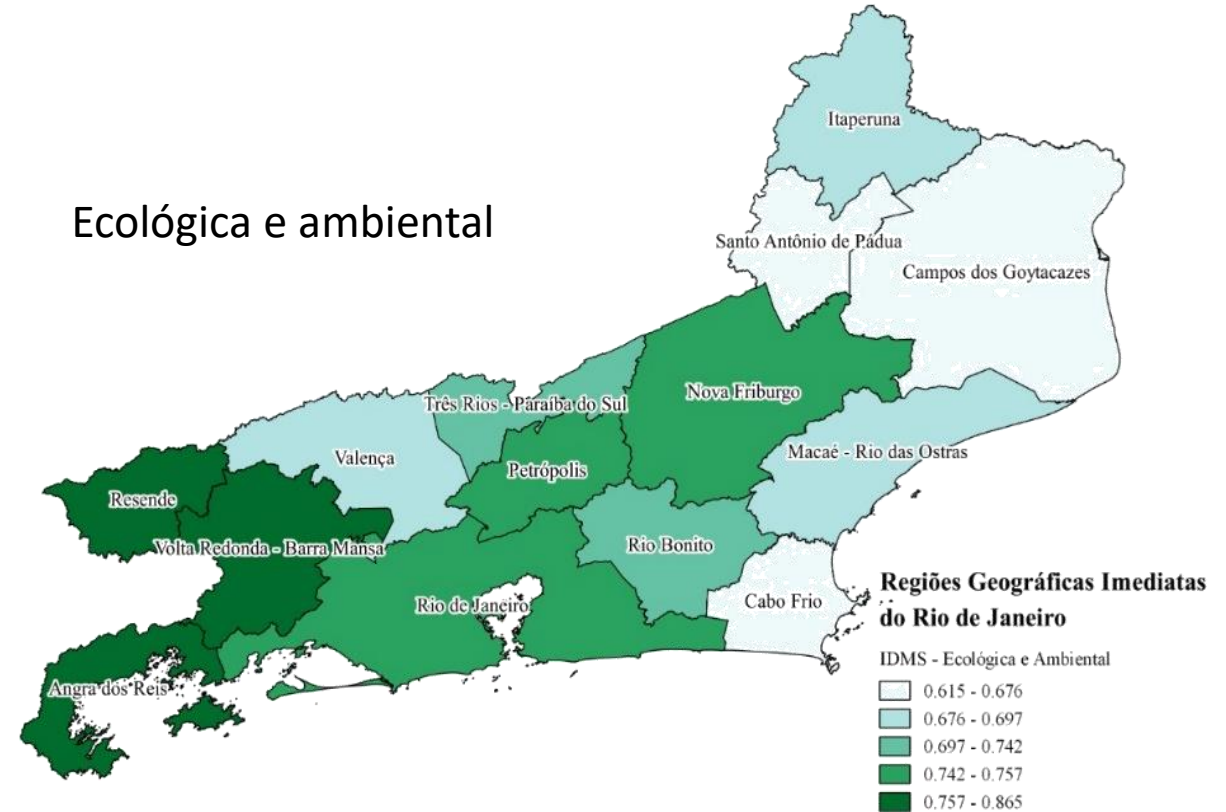 Ecológica e ambiental
Itaperuna
Santo Antônio de Pádua
Campos dos Goytacazes
Nova Friburgo
Três Rios - Páraíba do Sul
Macaé - Rio das Ostras
Valença
Petrópolis
Resende
Volta Redonda - Barra Mansa
Rio Bonito
Cabo Frio
Rio de Janeiro
Angra dos Reis
Regiões Geográficas Imediatas
do Rio de Janeiro
IDMS - Ecológica e Ambiental
0.615 - 0.676
0.676 - 0.697
0.697 - 0.742
0.742 - 0.757
0.757 - 0.865